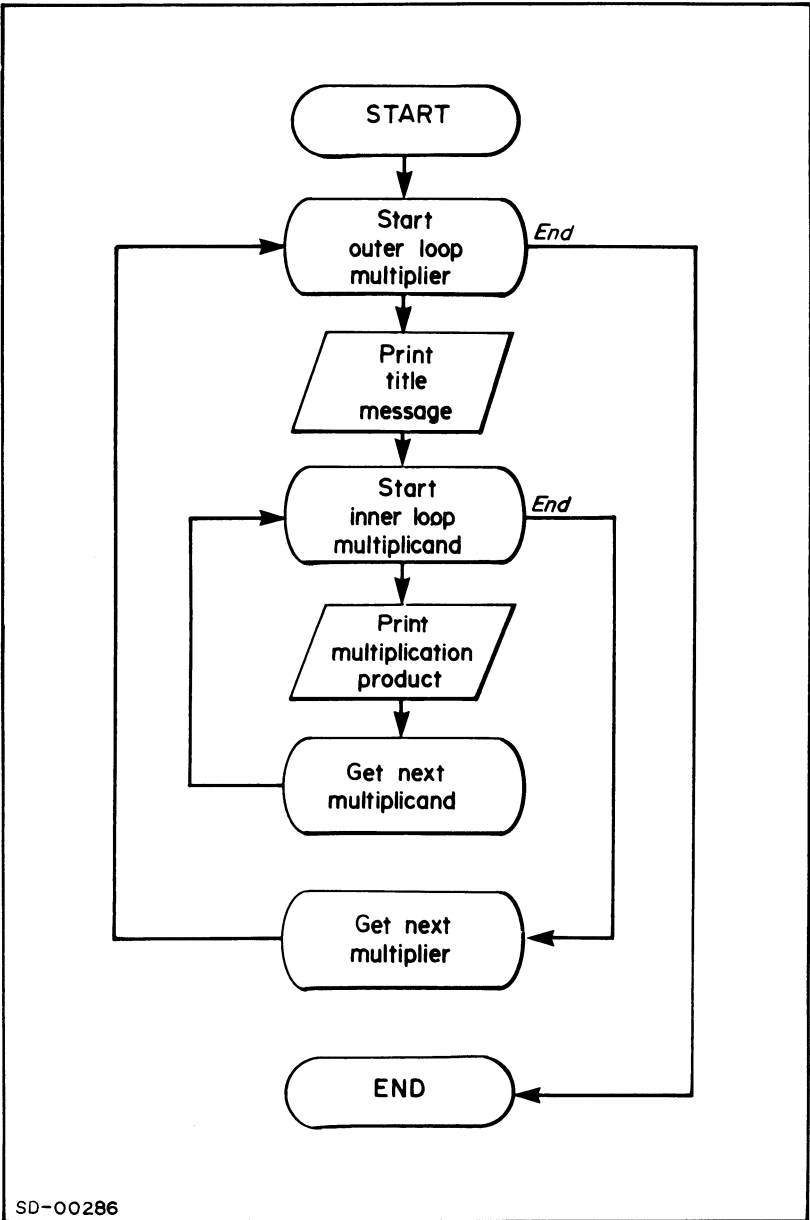 START
Start
outer loop
multiplier
End
Print
title
message
Start
inner loop
multiplicand
End
Print
multiplication
product
Get next
multiplicand
Get next
multiplier
END
SD-00286